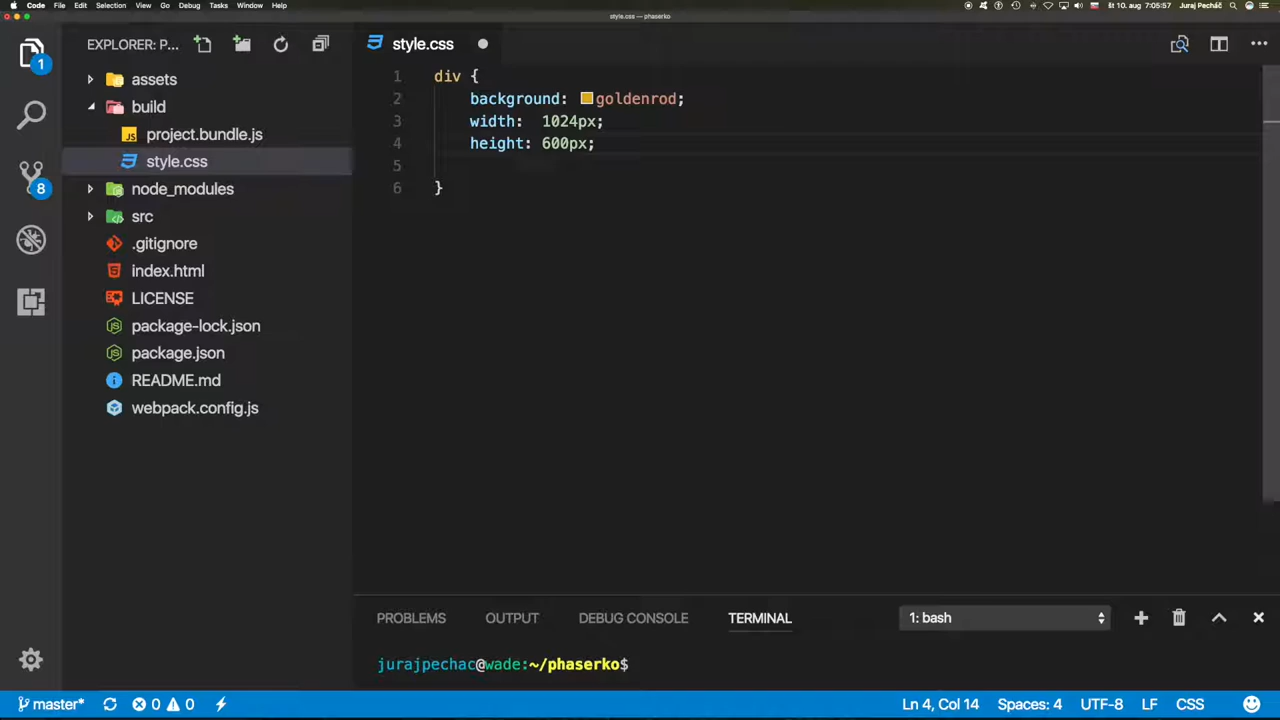 Code File Edit Selection View Go Debug Tasks Window Help
št 10. aug 7:05:57 Juraj Pecháč
style.css — phaserko
EXPLORER: P...
style.css
assets
build
JS project.bundle.js
style.css
node_modules
src
.gitignore
index.html
LICENSE
package-lock.json
package.json
README.md
webpack.config.js
1
8
1 div {
2 background: goldenrod;
3 width: 1024px;
4 height: 600px;
5
6 }
PROBLEMS OUTPUT DEBUG CONSOLE TERMINAL 1: bash
jurajpechac@wade:~/phaserko$
master* 0 0 Ln 4, Col 14 Spaces: 4 UTF-8 LF CSS